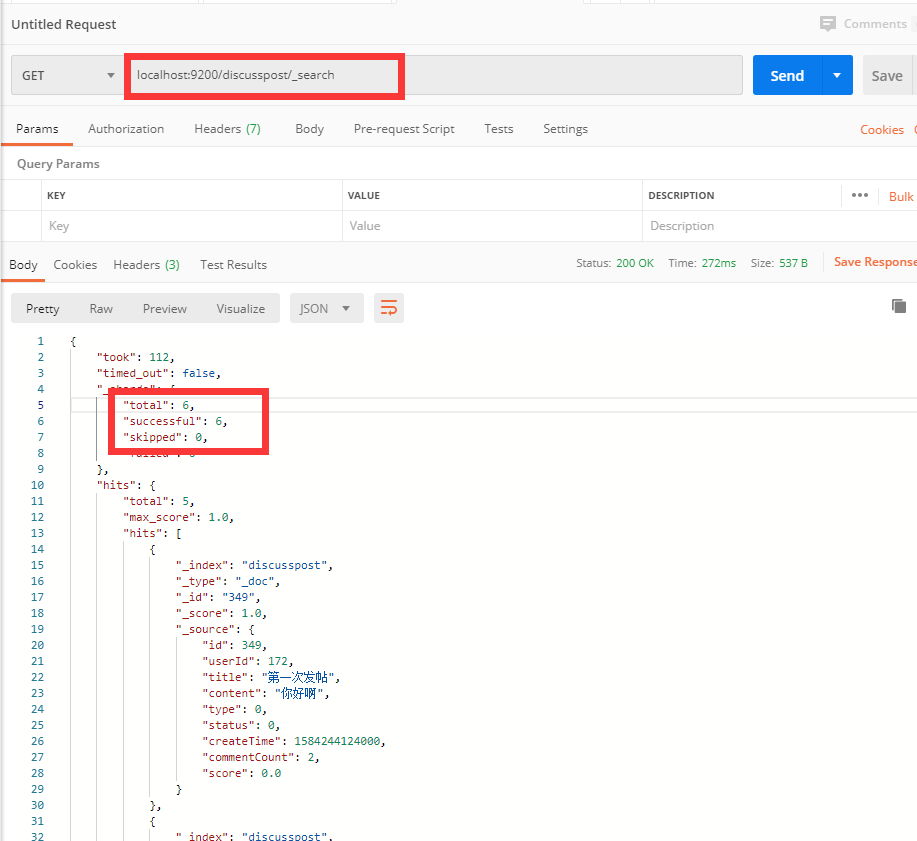 Untitled Request
Comments
GET localhost:9200/discusspost/_search Send Save
Params Authorization Headers (7) Body Pre-request Script Tests Settings Cookies
Query Params
KEY VALUE DESCRIPTION ••• Bulk
Key Value Description
Body Cookies Headers (3) Test Results Status: 200 OK Time: 272ms Size: 537 B Save Response
Pretty Raw Preview Visualize JSON
1 {
2 "took": 112,
3 "timed_out": false,
4
5 "total": 6,
6 "successful": 6,
7 "skipped": 0,
8
9 },
10 "hits": {
11 "total": 5,
12 "max_score": 1.0,
13 "hits": [
14 {
15 "_index": "discusspost",
16 "_type": "_doc",
17 "_id": "349",
18 "_score": 1.0,
19 "_source": {
20 "id": 349,
21 "userId": 172,
22 "title": "第一次发帖",
23 "content": "你好啊",
24 "type": 0,
25 "status": 0,
26 "createTime": 1584244124000,
27 "commentCount": 2,
28 "score": 0.0
29 }
30 },
31 {
32 "_index": "discusspost",